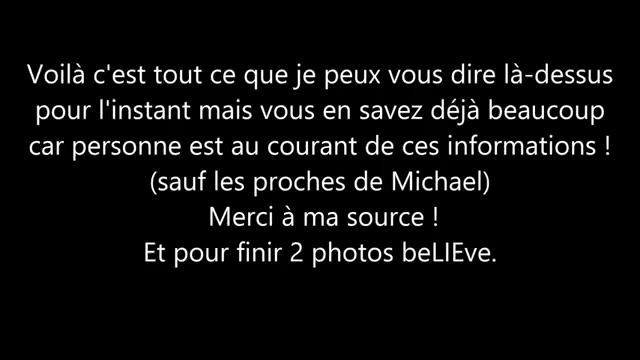 Voilà c'est tout ce que je peux vous dire là-dessus
pour l'instant mais vous en savez déjà beaucoup
car personne est au courant de ces informations !
(sauf les proches de Michael)
Merci à ma source !
Et pour finir 2 photos beLIEve.